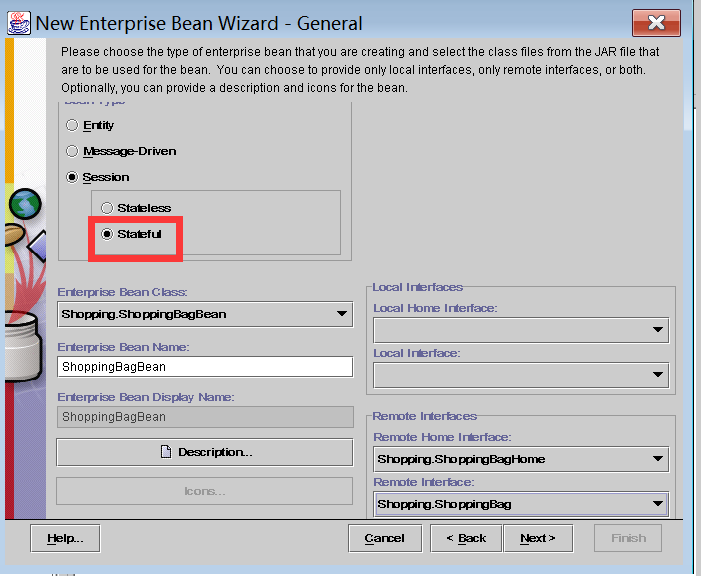 New Enterprise Bean Wizard - General
Please choose the type of enterprise bean that you are creating and select the class files from the JAR file that
are to be used for the bean. You can choose to provide only local interfaces, only remote interfaces, or both.
Optionally, you can provide a description and icons for the bean.
Bean Type
Entity
Message-Driven
Session
Stateless
Stateful
Enterprise Bean Class:
Shopping.ShoppingBagBean
Enterprise Bean Name:
ShoppingBagBean
Enterprise Bean Display Name:
ShoppingBagBean
Description...
Icons...
Local Interfaces
Local Home Interface:
Local Interface:
Remote Interfaces
Remote Home Interface:
Shopping.ShoppingBagHome
Remote Interface:
Shopping.ShoppingBag
Help...
Cancel
< Back
Next >
Finish